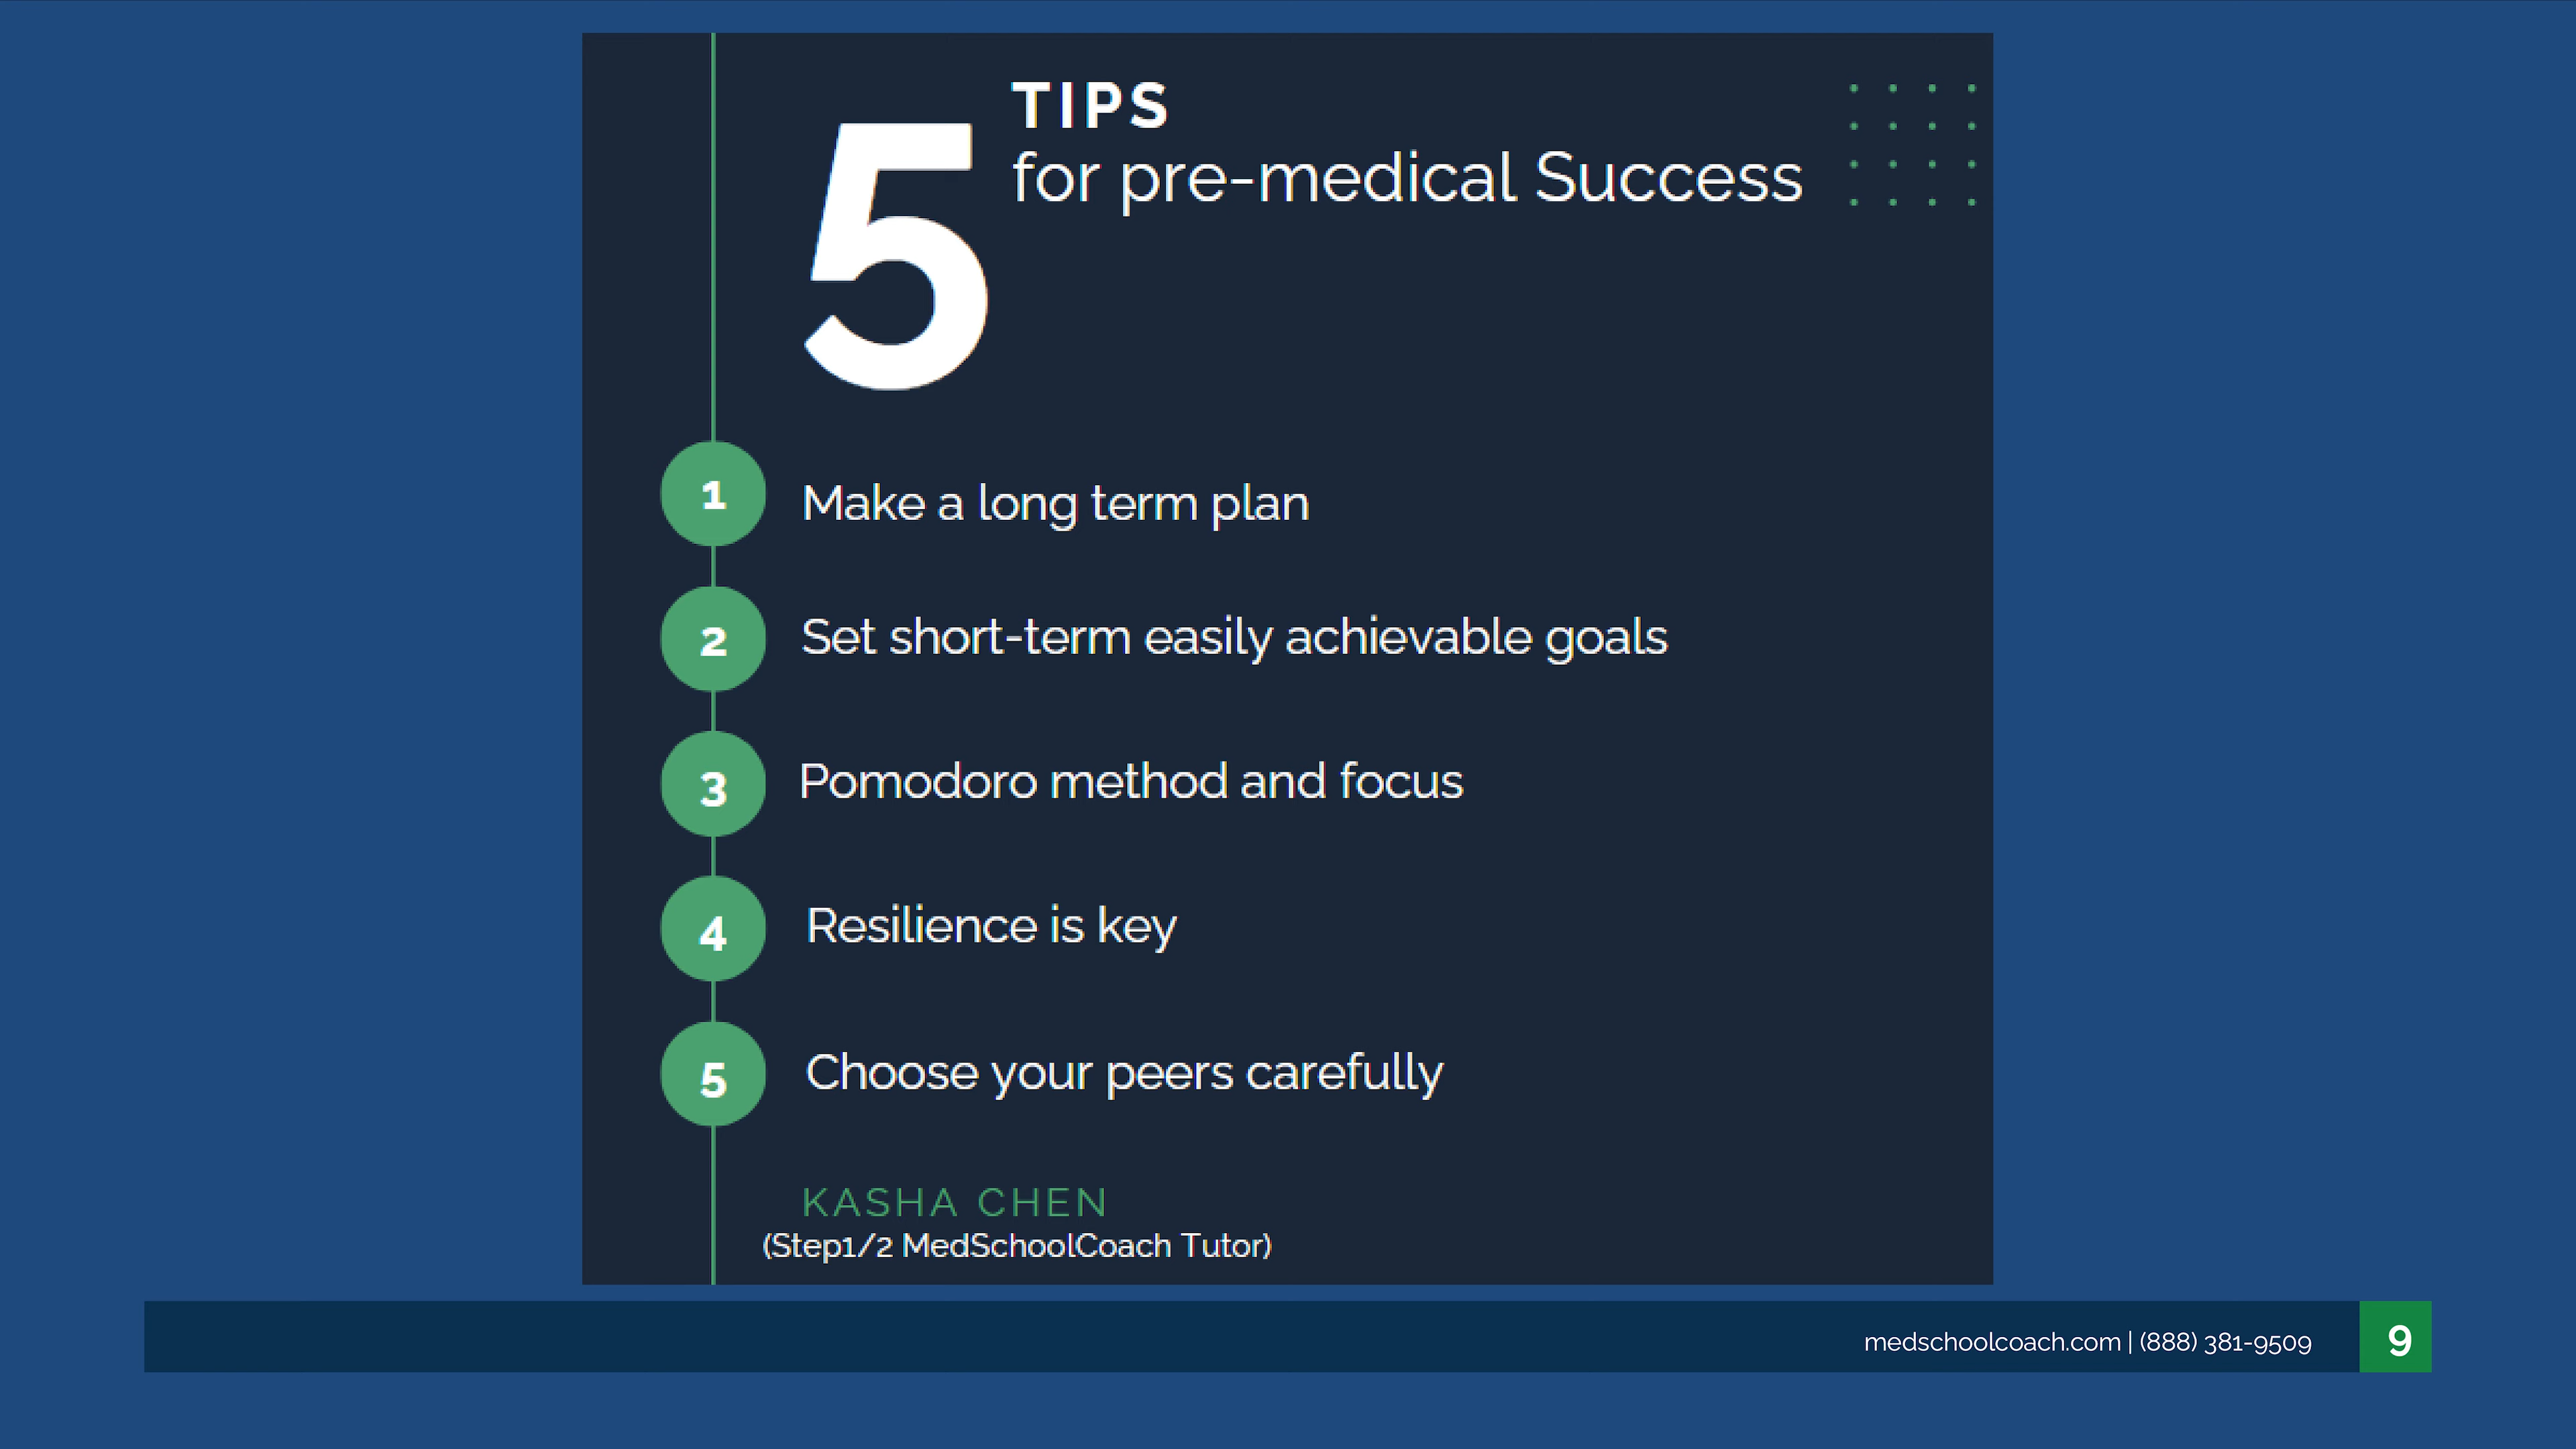 5
TIPS
for pre-medical Success
1 Make a long term plan
2 Set short-term easily achievable goals
3 Pomodoro method and focus
4 Resilience is key
5 Choose your peers carefully
KASHA CHEN
(Step1/2 MedSchoolCoach Tutor)
medschoolcoach.com | (888) 381-9509 9